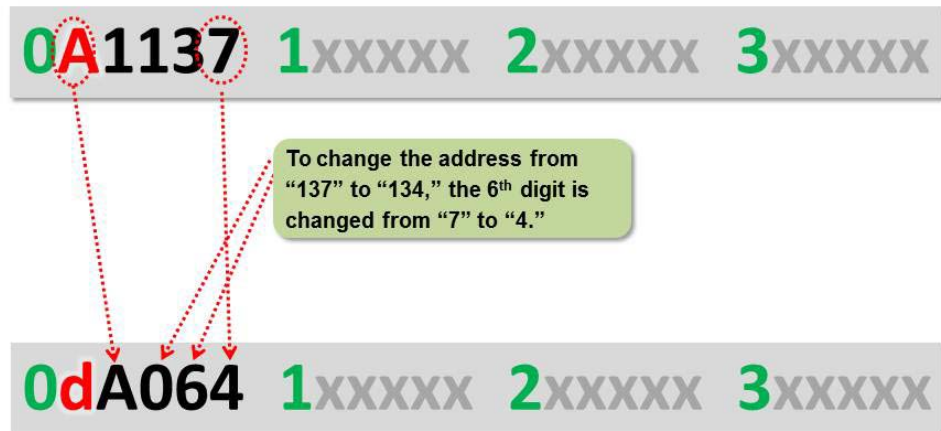 0A1137 1xxxxx 2xxxxx 3xxxxx
To change the address from
“137” to “134,” the 6th digit is
changed from “7” to “4.”
0dA064 1xxxxx 2xxxxx 3xxxxx